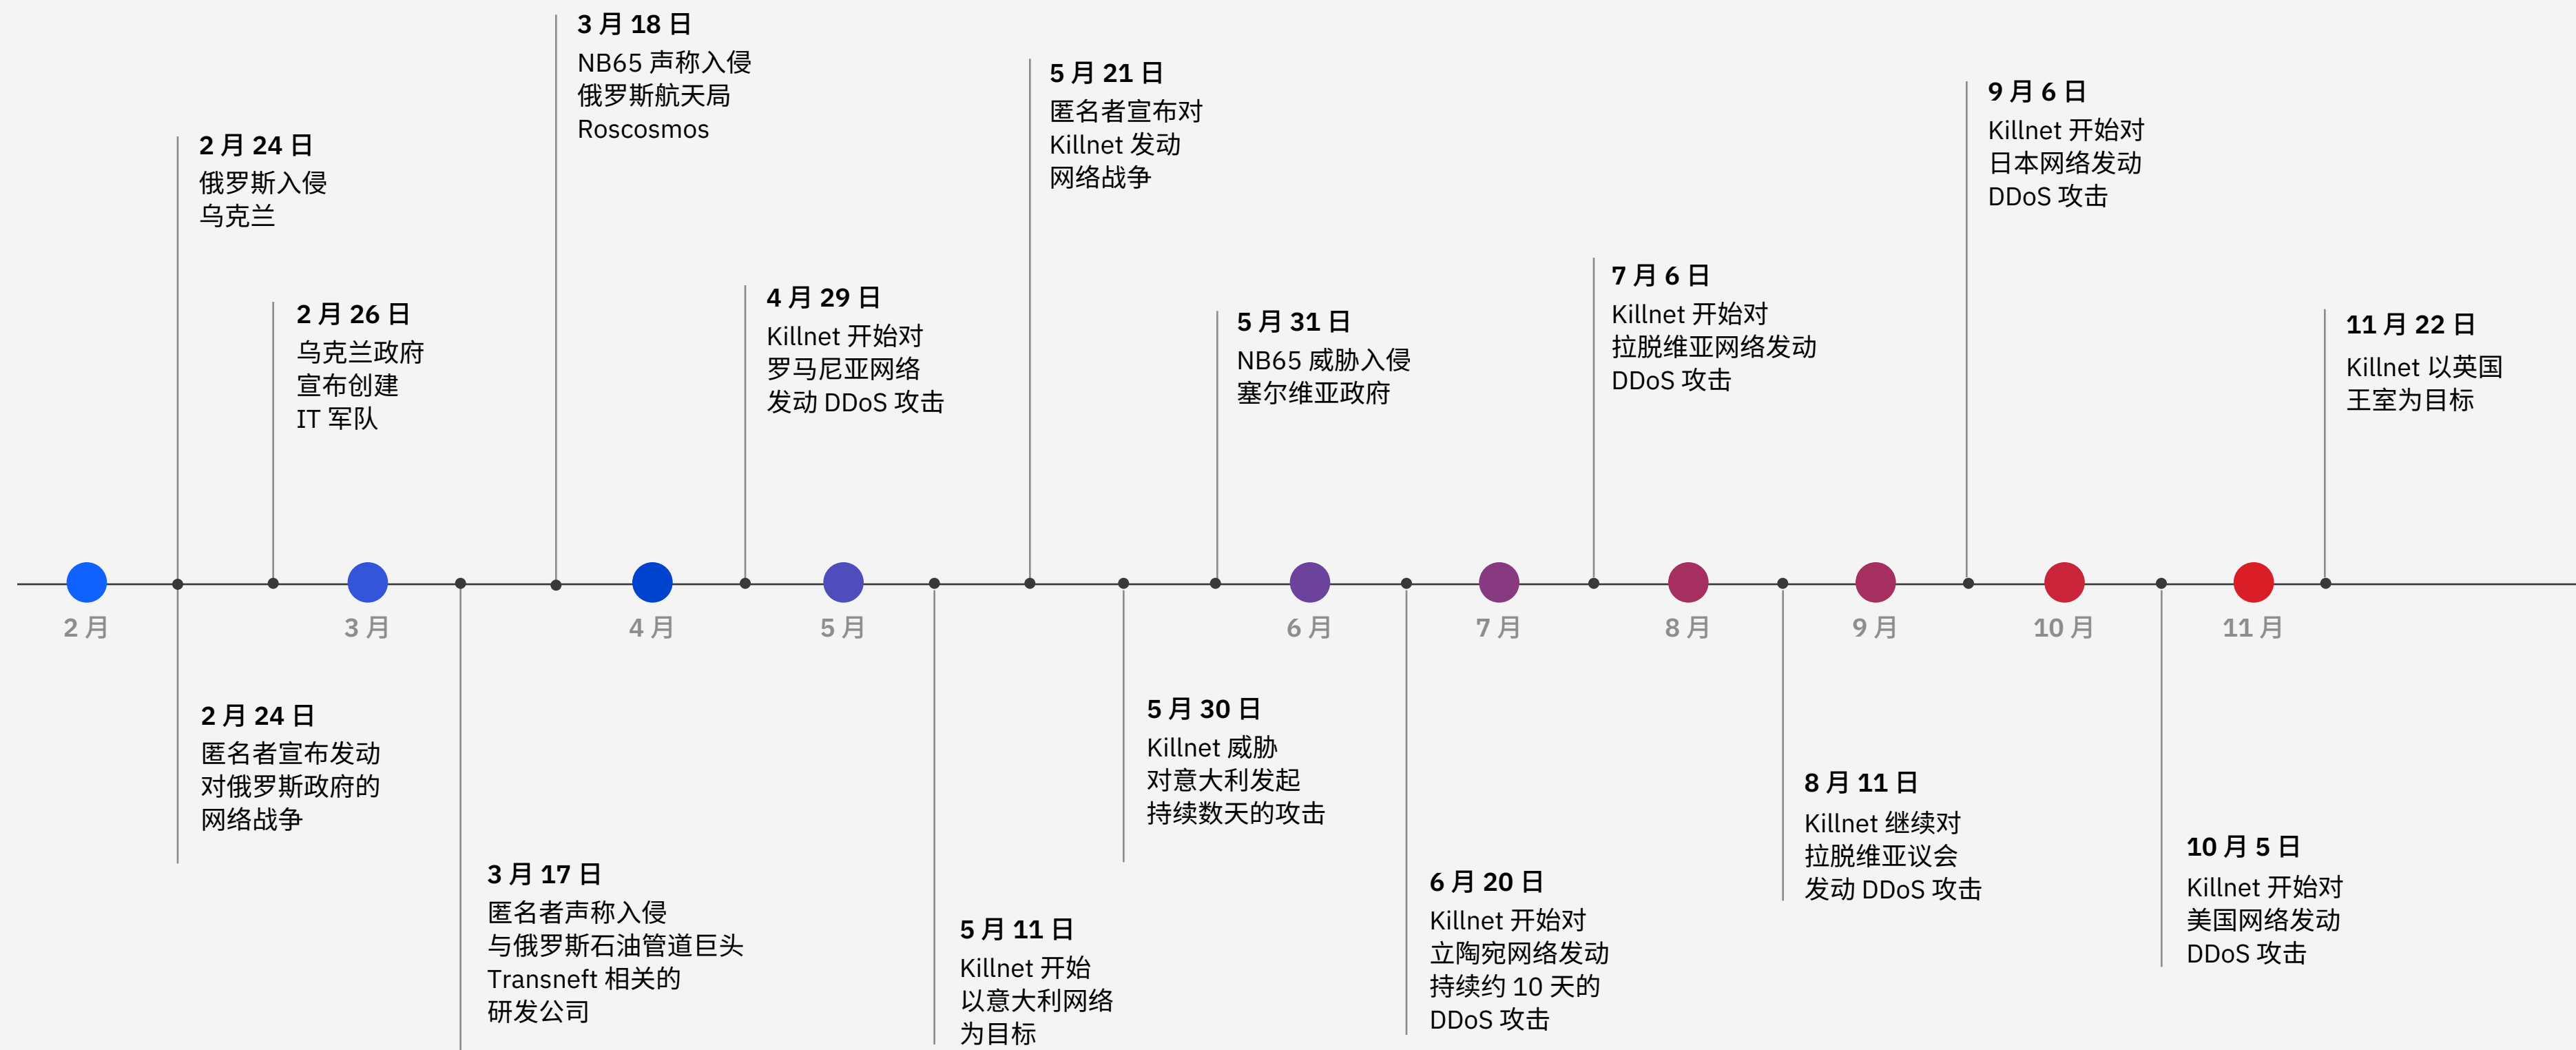 3 月 18 日
NB65 声称入侵
俄罗斯航天局
Roscosmos
5 月 21 日
匿名者宣布对
Killnet 发动
网络战争
9 月 6 日
Killnet 开始对
日本网络发动
DDoS 攻击
2 月 24 日
俄罗斯入侵
乌克兰
7 月 6 日
Killnet 开始对
拉脱维亚网络发动
DDoS 攻击
4 月 29 日
Killnet 开始对
罗马尼亚网络
发动 DDoS 攻击
2 月 26 日
乌克兰政府
宣布创建
IT 军队
5 月 31 日
NB65 威胁入侵
塞尔维亚政府
11 月 22 日
Killnet 以英国
王室为目标
2 月
3 月
4 月
5 月
6 月
7 月
8 月
9 月
10 月
11 月
2 月 24 日
匿名者宣布发动
对俄罗斯政府的
网络战争
5 月 30 日
Killnet 威胁
对意大利发起
持续数天的攻击
8 月 11 日
Killnet 继续对
拉脱维亚议会
发动 DDoS 攻击
10 月 5 日
Killnet 开始对
美国网络发动
DDoS 攻击
3 月 17 日
匿名者声称入侵
与俄罗斯石油管道巨头
Transneft 相关的
研发公司
6 月 20 日
Killnet 开始对
立陶宛网络发动
持续约 10 天的
DDoS 攻击
5 月 11 日
Killnet 开始
以意大利网络
为目标